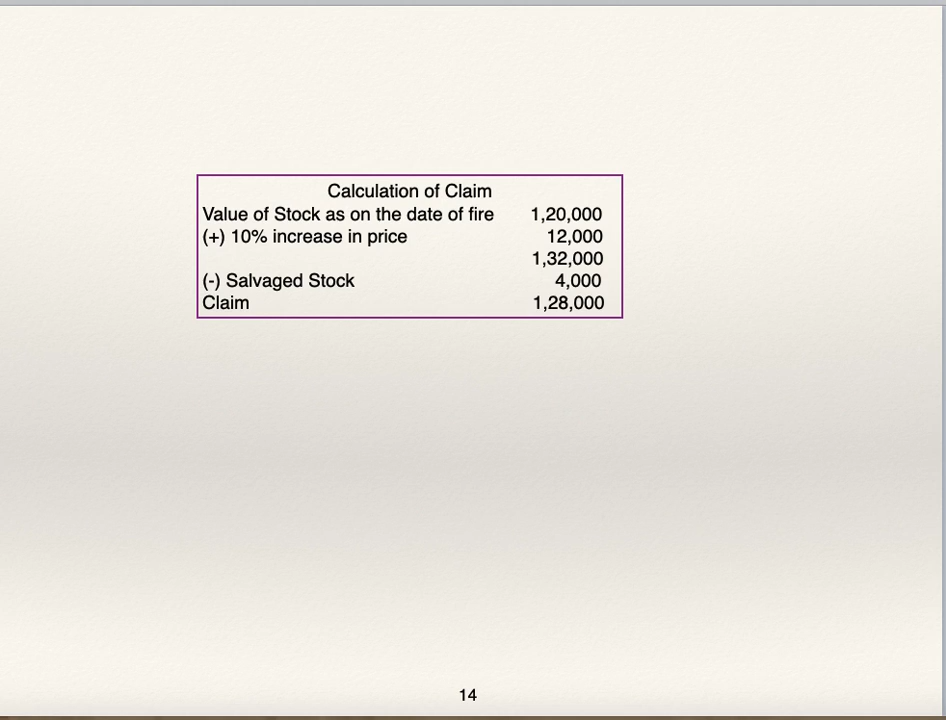 Calculation of Claim
Value of Stock as on the date of fire 1,20,000
(+) 10% increase in price 12,000
1,32,000
(-) Salvaged Stock 4,000
Claim 1,28,000
14